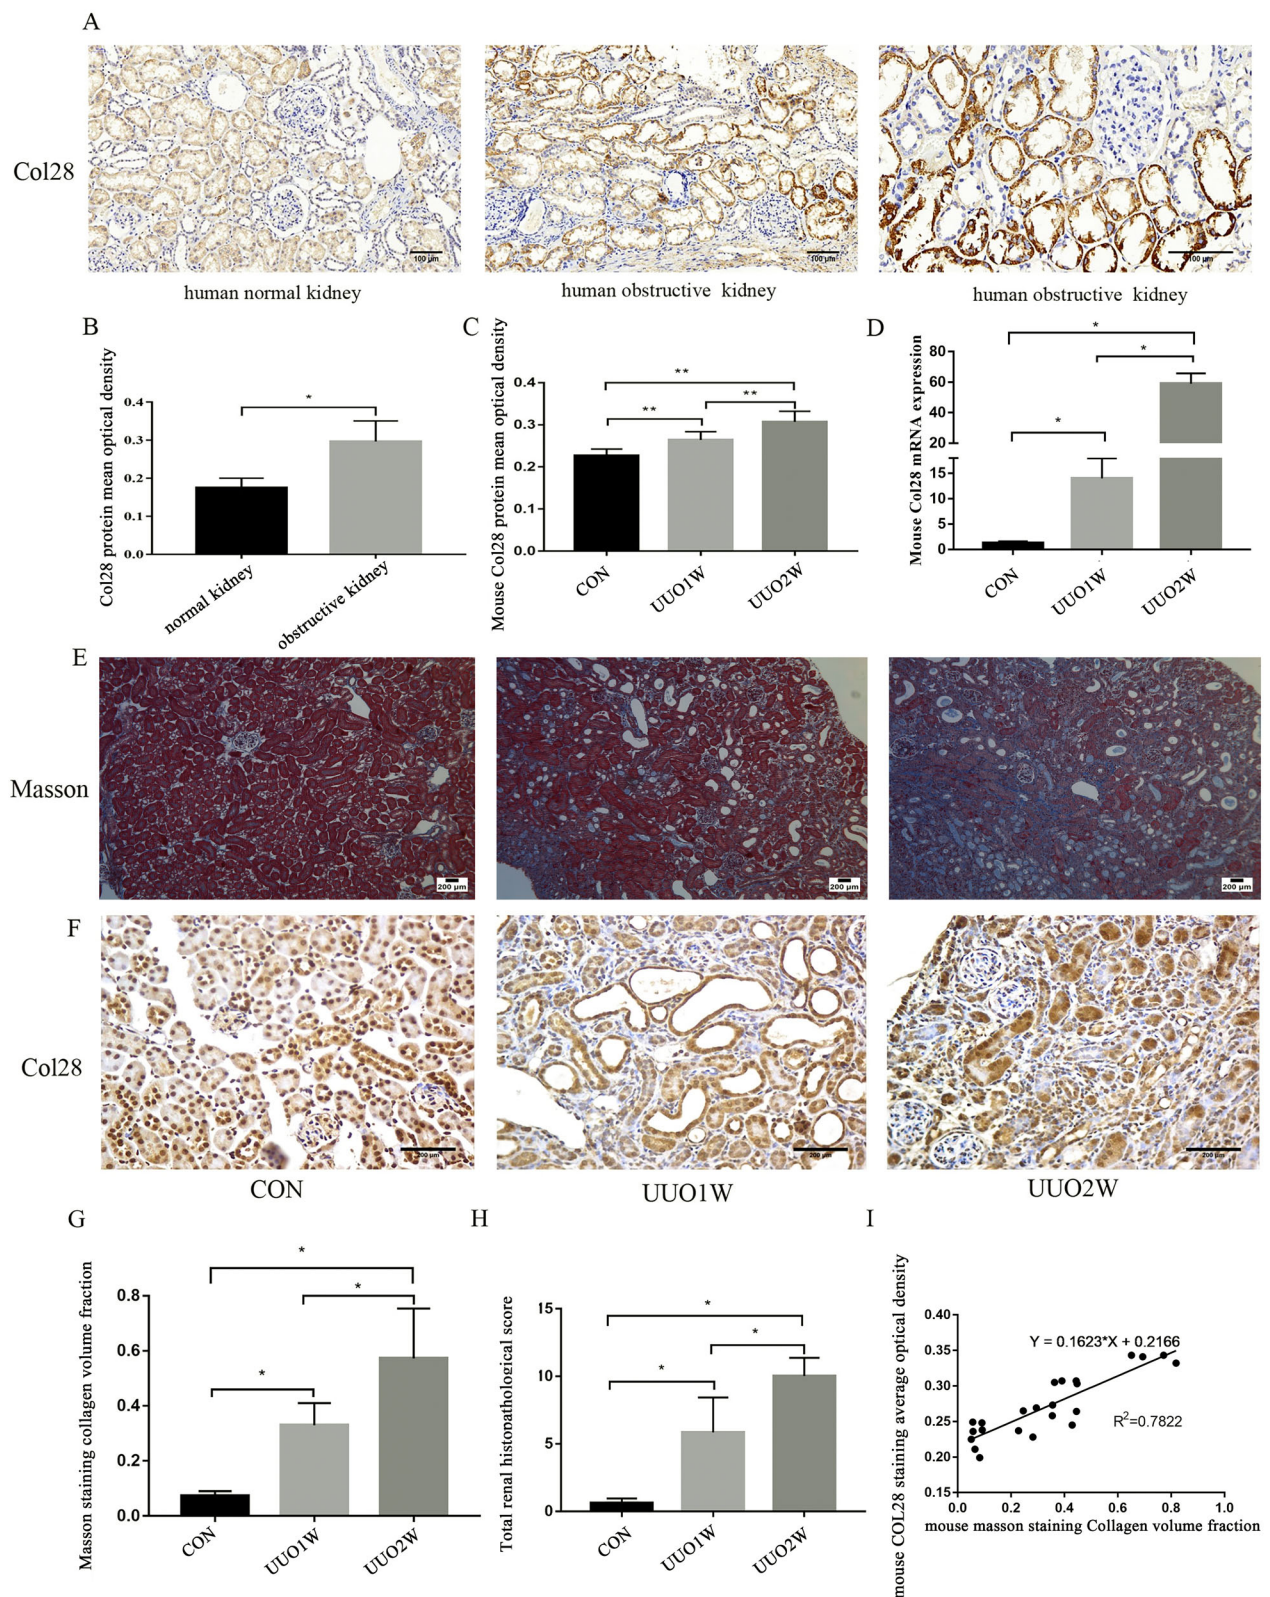 A
Col28
100 µm
100 µm
100 µm
human normal kidney
human obstructive kidney
human obstructive kidney
B
Col28 protein mean optical density
0.4
0.3
0.2
0.1
0.0
*
normal kidney
obstructive kidney
C
Mouse Col28 protein mean optical density
0.4
0.3
0.2
0.1
0.0
**
**
**
CON
UUO1W
UUO2W
D
Mouse Col28 mRNA expression
80
60
40
20
15
10
5
0
*
*
*
CON
UUO1W
UUO2W
E
Masson
200 µm
200 µm
200 µm
F
Col28
200 µm
200 µm
200 µm
CON
UUO1W
UUO2W
G
Masson staining collagen volume fraction
0.8
0.6
0.4
0.2
0.0
*
*
*
CON
UUO1W
UUO2W
H
Total renal histopathological score
15
10
5
0
*
*
*
CON
UUO1W
UUO2W
I
mouse COL28 staining average optical density
0.40
0.35
0.30
0.25
0.20
0.15
Y = 0.1623*X + 0.2166
R²=0.7822
0.0 0.2 0.4 0.6 0.8 1.0
mouse masson staining Collagen volume fraction